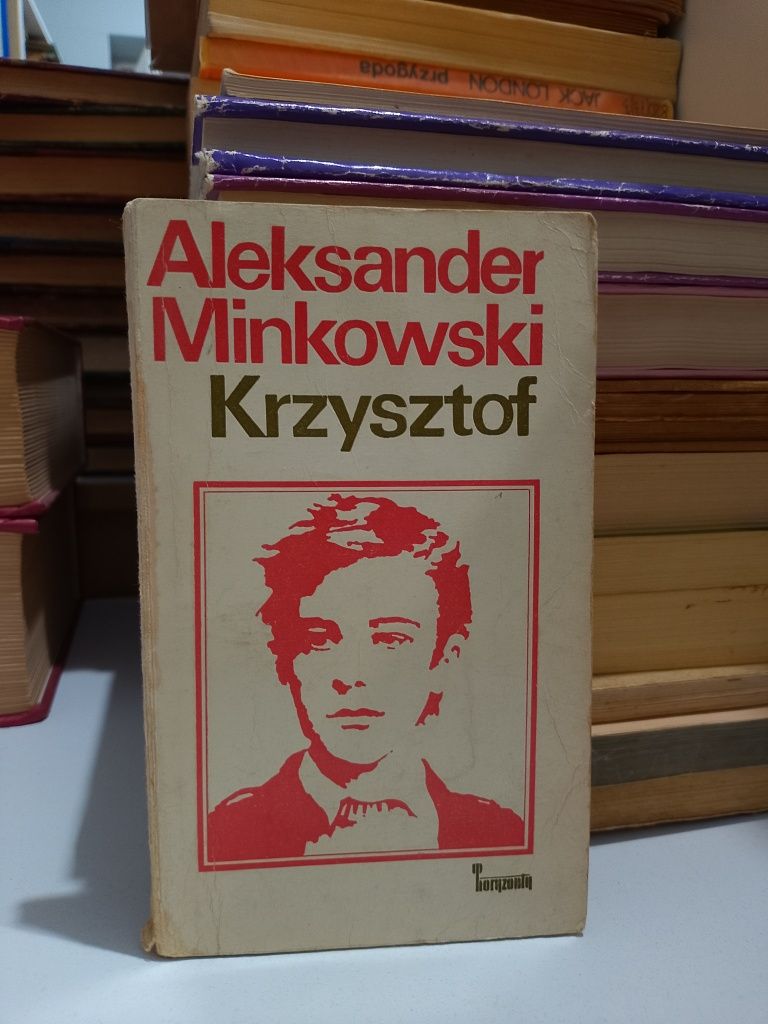 JACK LONDON przygoda
Aleksander
Minkowski
Krzysztof
Horyzonty